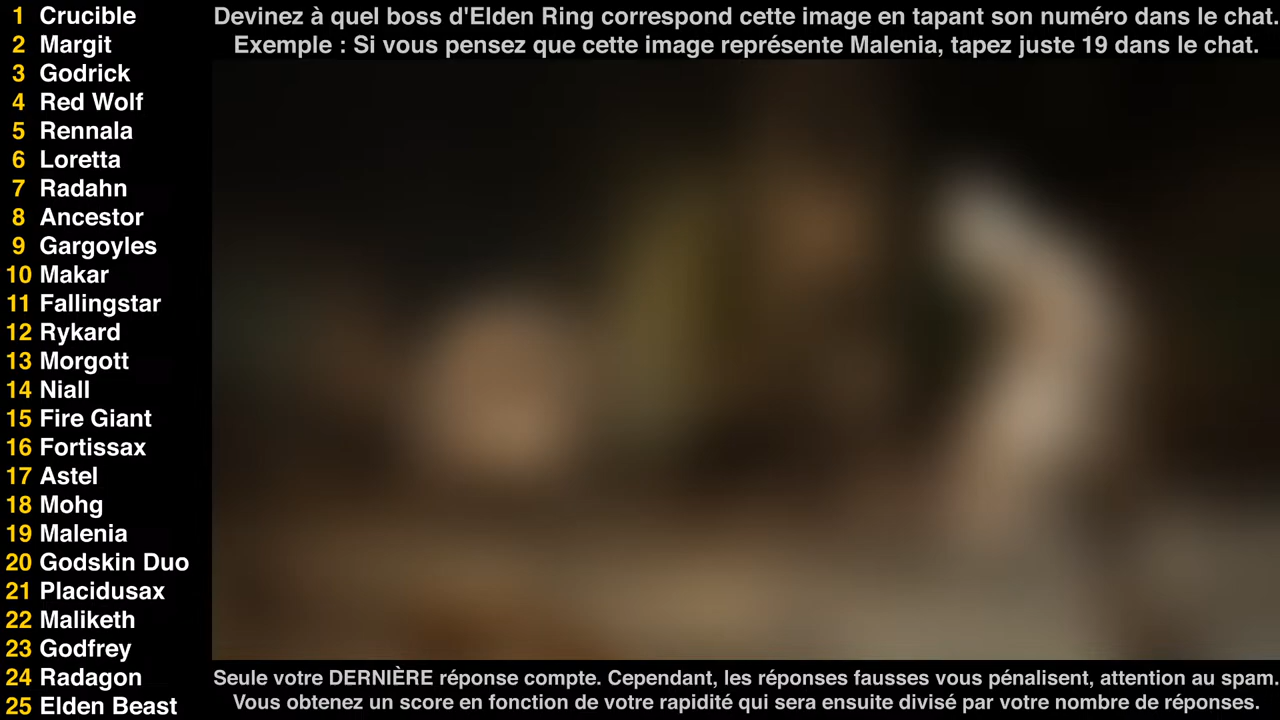 Devinez à quel boss d'Elden Ring correspond cette image en tapant son numéro dans le chat.
Exemple : Si vous pensez que cette image représente Malenia, tapez juste 19 dans le chat.
1 Crucible
2 Margit
3 Godrick
4 Red Wolf
5 Rennala
6 Loretta
7 Radahn
8 Ancestor
9 Gargoyles
10 Makar
11 Fallingstar
12 Rykard
13 Morgott
14 Niall
15 Fire Giant
16 Fortissax
17 Astel
18 Mohg
19 Malenia
20 Godskin Duo
21 Placidusax
22 Maliketh
23 Godfrey
24 Radagon
25 Elden Beast
Seule votre DERNIÈRE réponse compte. Cependant, les réponses fausses vous pénalisent, attention au spam.
Vous obtenez un score en fonction de votre rapidité qui sera ensuite divisé par votre nombre de réponses.